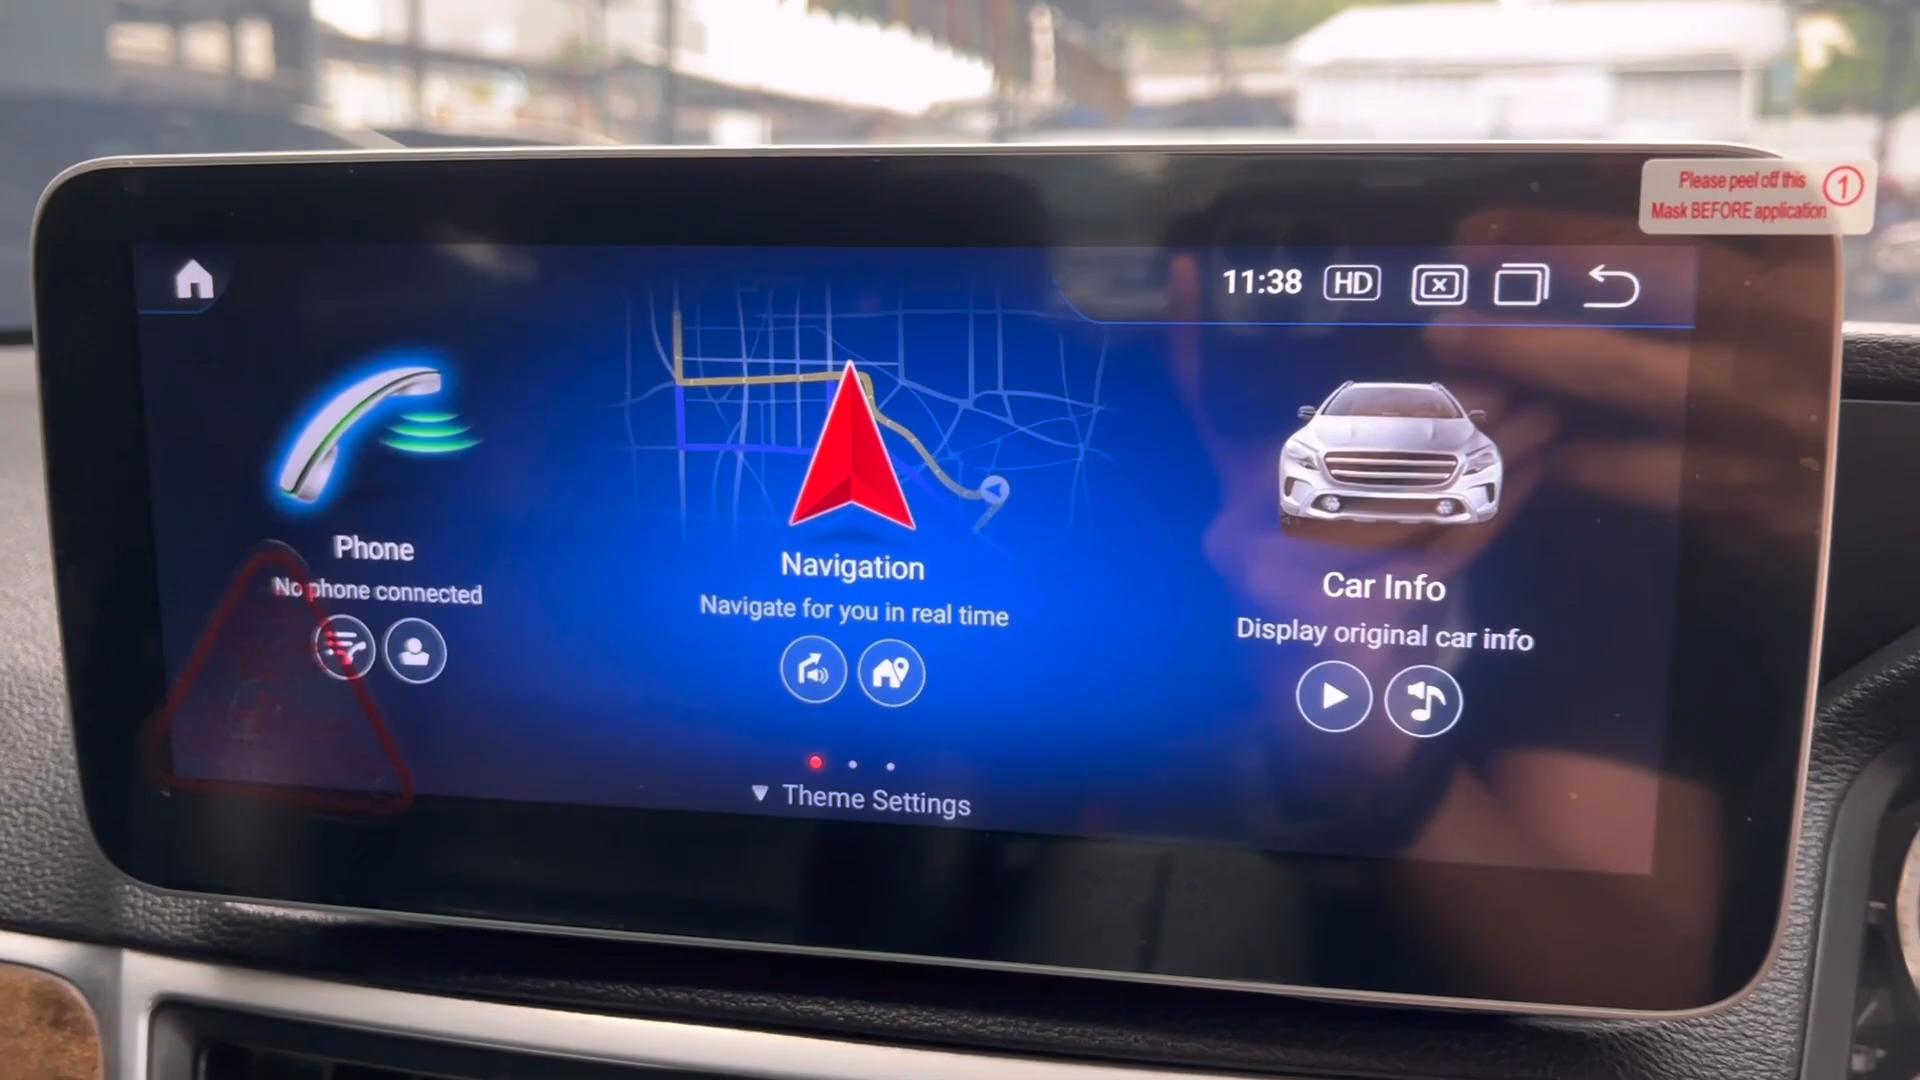 Please peel off this
Mask BEFORE application
1
11:38
HD
Phone
No phone connected
Navigation
Navigate for you in real time
Car Info
Display original car info
Theme Settings